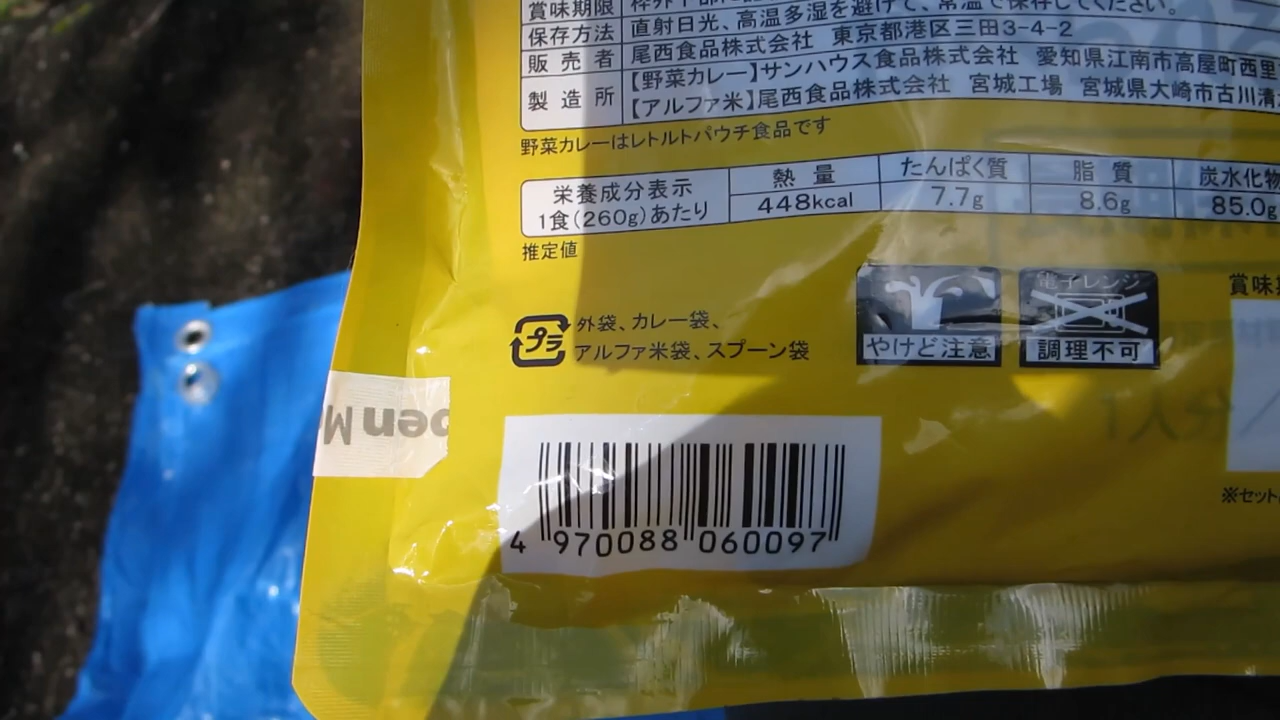 賞味期限
保存方法 直射日光、高温多湿を避けて、常温で保存してください。
販売者 尾西食品株式会社 東京都港区三田3-4-2
製造所 【野菜カレー】サンハウス食品株式会社 愛知県江南市高屋町西里
【アルファ米】尾西食品株式会社 宮城工場 宮城県大崎市古川清
野菜カレーはレトルトパウチ食品です
栄養成分表示 熱量 たんぱく質 脂質 炭水化物
1食(260g)あたり 448kcal 7.7g 8.6g 85.0g
推定値
プラ 外袋、カレー袋、
アルファ米袋、スプーン袋
やけど注意
電子レンジ
調理不可
賞味
pen M
4 970088 060097
※セット